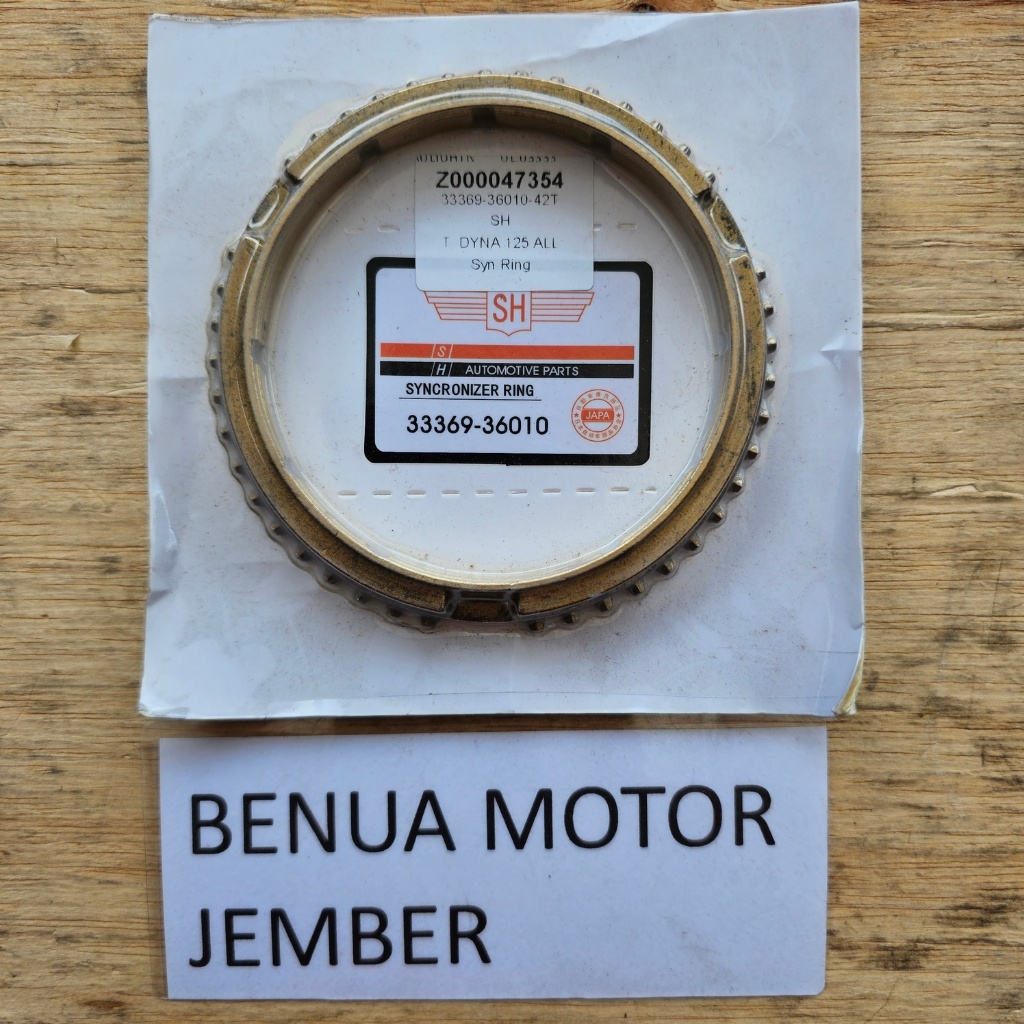 Z000047354
33369-36010-42T
SH
T DYNA 125 ALL
Syn Ring
SH
S
H AUTOMOTIVE PARTS
SYNCRONIZER RING
33369-36010
JAPA
BENUA MOTOR
JEMBER